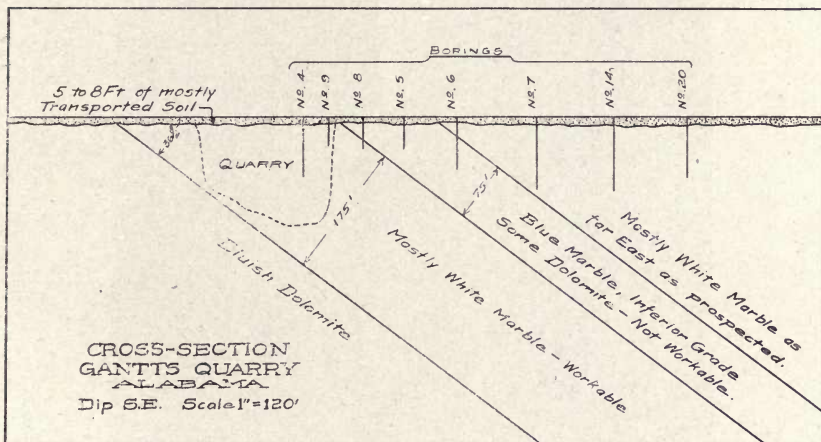 BORINGS
5 to 8 Ft of mostly
Transported Soil
No. 4
No. 9
No. 8
No. 5
No. 6
No. 7
No. 14
No. 20
QUARRY
175'
75'
Bluish Dolomite
Mostly White Marble - Workable
Blue Marble, Inferior Grade
Some Dolomite - Not Workable.
Mostly White Marble as
far East as prospected.
CROSS-SECTION
GANTTS QUARRY
ALABAMA
Dip S.E. Scale 1"=120'